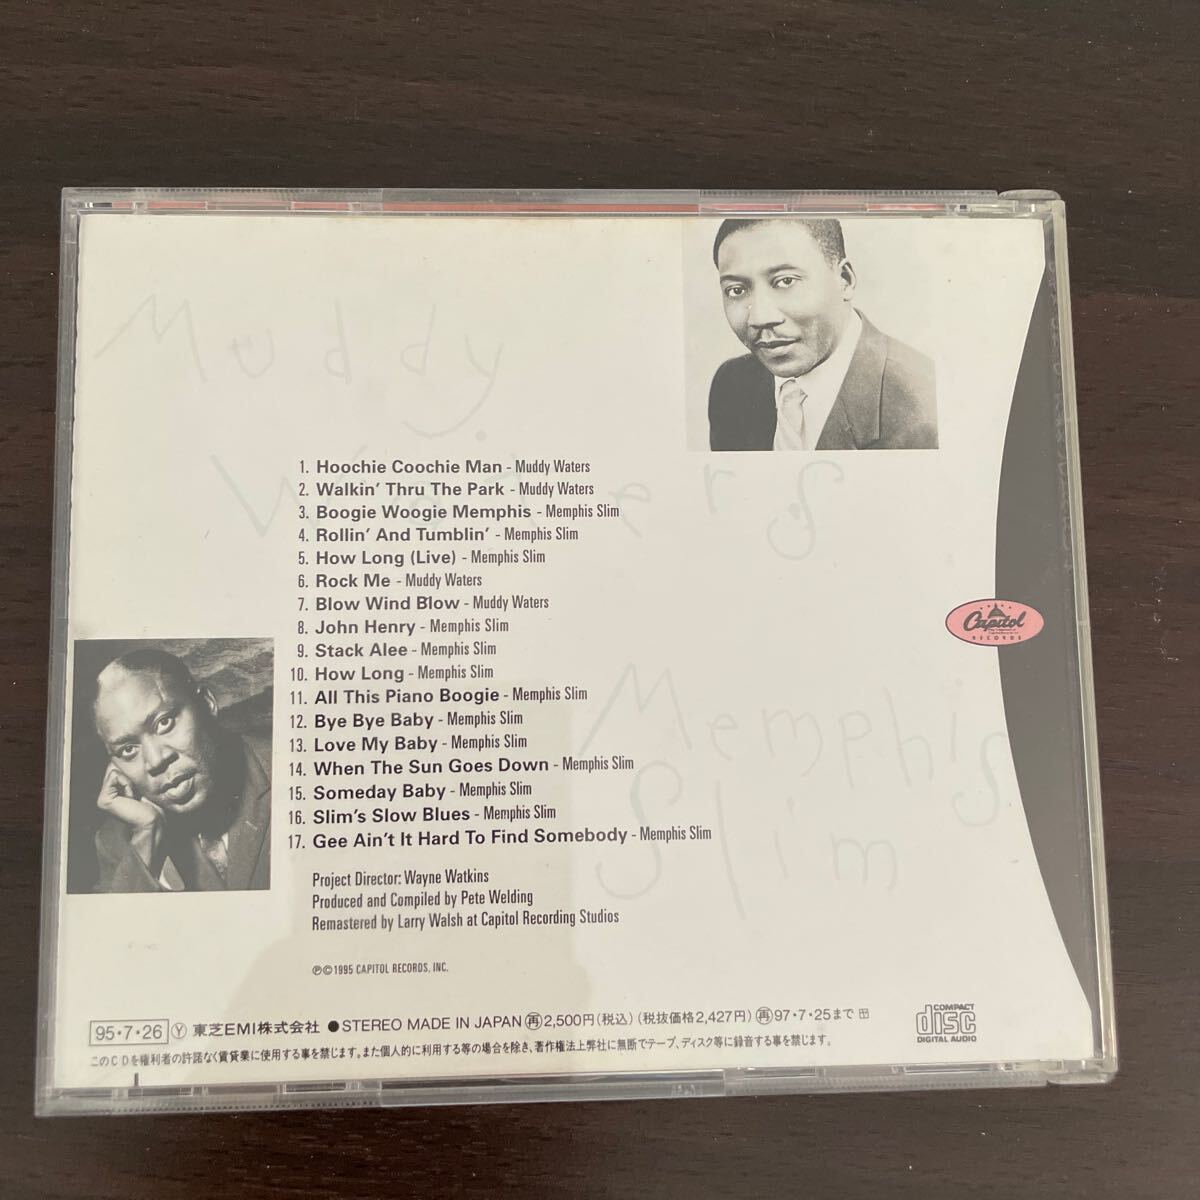 Muddy
Waters
1. Hoochie Coochie Man - Muddy Waters
2. Walkin' Thru The Park - Muddy Waters
3. Boogie Woogie Memphis - Memphis Slim
4. Rollin' And Tumblin' - Memphis Slim
5. How Long (Live) - Memphis Slim
6. Rock Me - Muddy Waters
7. Blow Wind Blow - Muddy Waters
8. John Henry - Memphis Slim
9. Stack Alee - Memphis Slim
10. How Long - Memphis Slim
11. All This Piano Boogie - Memphis Slim
12. Bye Bye Baby - Memphis Slim
13. Love My Baby - Memphis Slim
14. When The Sun Goes Down - Memphis Slim
15. Someday Baby - Memphis Slim
16. Slim's Slow Blues - Memphis Slim
17. Gee Ain't It Hard To Find Somebody - Memphis Slim
Memphis
Slim
Capitol
RECORDS
Project Director: Wayne Watkins
Produced and Compiled by Pete Welding
Remastered by Larry Walsh at Capitol Recording Studios
℗©1995 CAPITOL RECORDS, INC.
95・7・26 Ⓨ 東芝EMI株式会社 ●STEREO MADE IN JAPAN ㊢2,500円(税込)(税抜価格2,427円)㊢97・7・25まで 田
このCDを権利者の許諾なく賃貸業に使用する事を禁じます。また個人的に利用する等の場合を除き、著作権法上弊社に無断でテープ、ディスク等に録音する事を禁じます。
COMPACT
disc
DIGITAL AUDIO